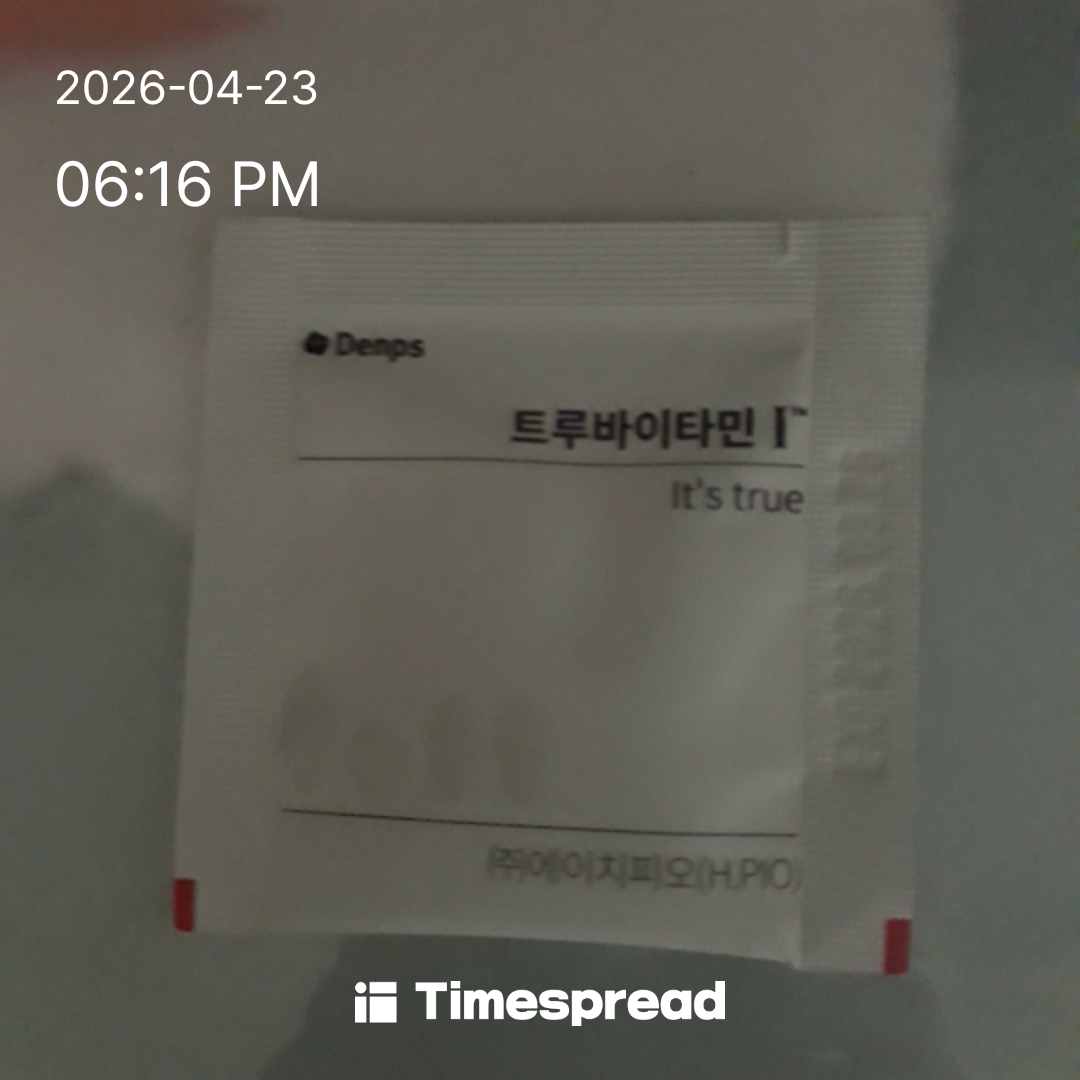 2026-04-23
06:16 PM
Denps
트루바이타민 I™
It's true
(주)에이치피오(H.PIO)
Timespread